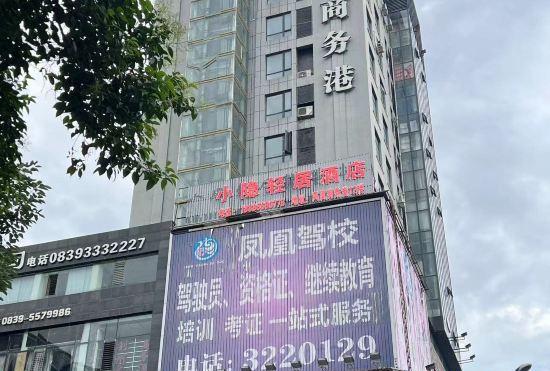 商务港
小隐轻居酒店
凤凰驾校
驾驶员、资格证、继续教育
培训 考证 一站式服务
电话:3220129
电话08393332227
0839-5579986